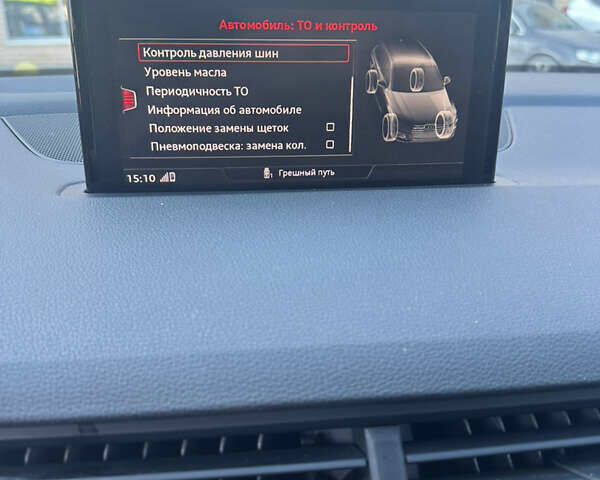 Автомобиль: ТО и контроль
Контроль давления шин
Уровень масла
Периодичность ТО
Информация об автомобиле
Положение замены щеток
Пневмоподвеска: замена кол.
15:10
1 Грешный путь